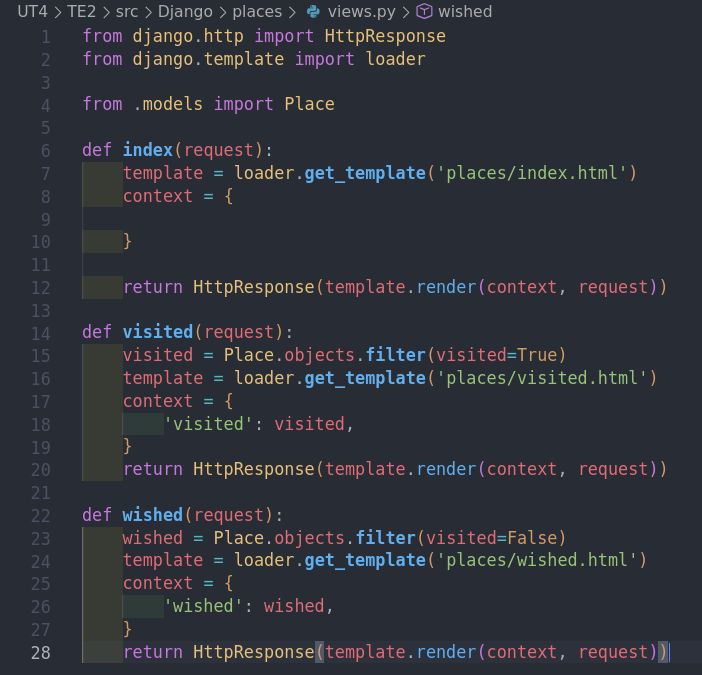 UT4 > TE2 > src > Django > places > views.py > wished
1 from django.http import HttpResponse
2 from django.template import loader
3
4 from .models import Place
5
6 def index(request):
7     template = loader.get_template('places/index.html')
8     context = {
9
10     }
11
12     return HttpResponse(template.render(context, request))
13
14 def visited(request):
15     visited = Place.objects.filter(visited=True)
16     template = loader.get_template('places/visited.html')
17     context = {
18         'visited': visited,
19     }
20     return HttpResponse(template.render(context, request))
21
22 def wished(request):
23     wished = Place.objects.filter(visited=False)
24     template = loader.get_template('places/wished.html')
25     context = {
26         'wished': wished,
27     }
28     return HttpResponse(template.render(context, request))